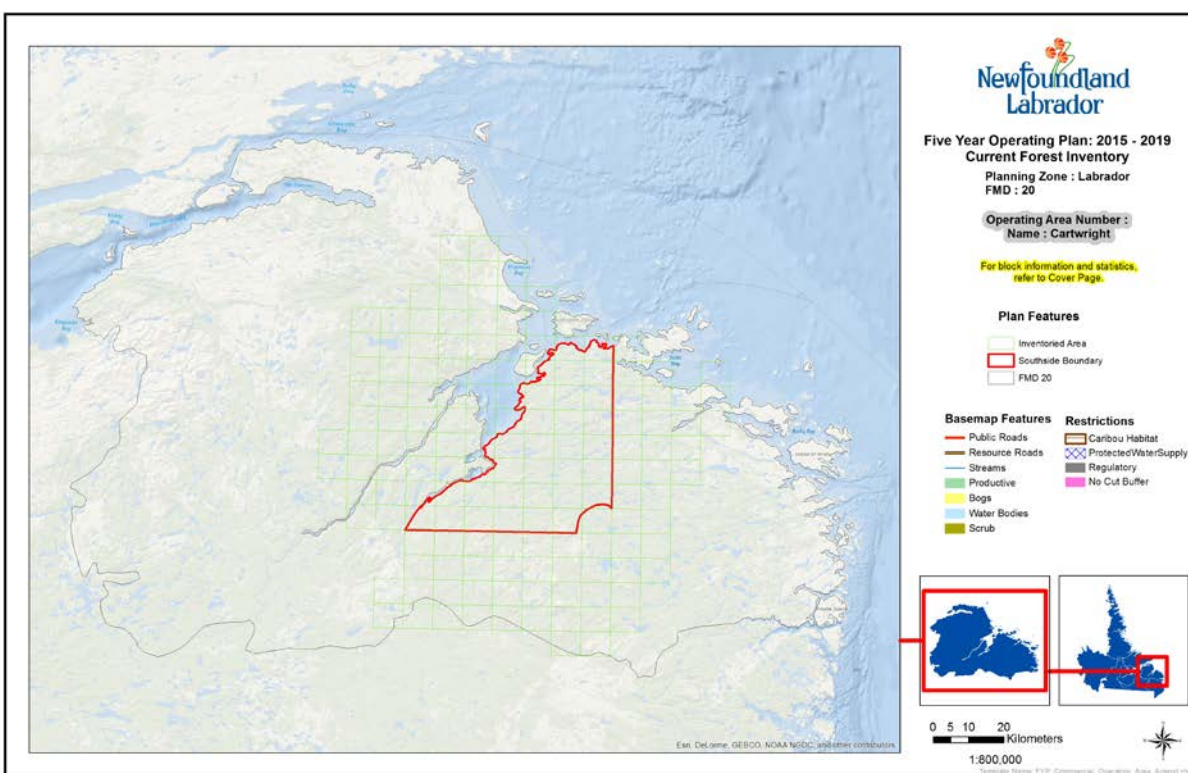 Newfoundland
Labrador
Five Year Operating Plan: 2015 - 2019
Current Forest Inventory
Planning Zone : Labrador
FMD : 20
Operating Area Number :
Name : Cartwright
For block information and statistics,
refer to Cover Page.
Plan Features
Inventoried Area
Southside Boundary
FMD 20
Basemap Features
Public Roads
Resource Roads
Streams
Productive
Bogs
Water Bodies
Scrub
Restrictions
Caribou Habitat
ProtectedWaterSupply
Regulatory
No Cut Buffer
0 5 10 20
Kilometers
1:800,000
Esri, DeLorme, GEBCO, NOAA NGDC, and other contributors